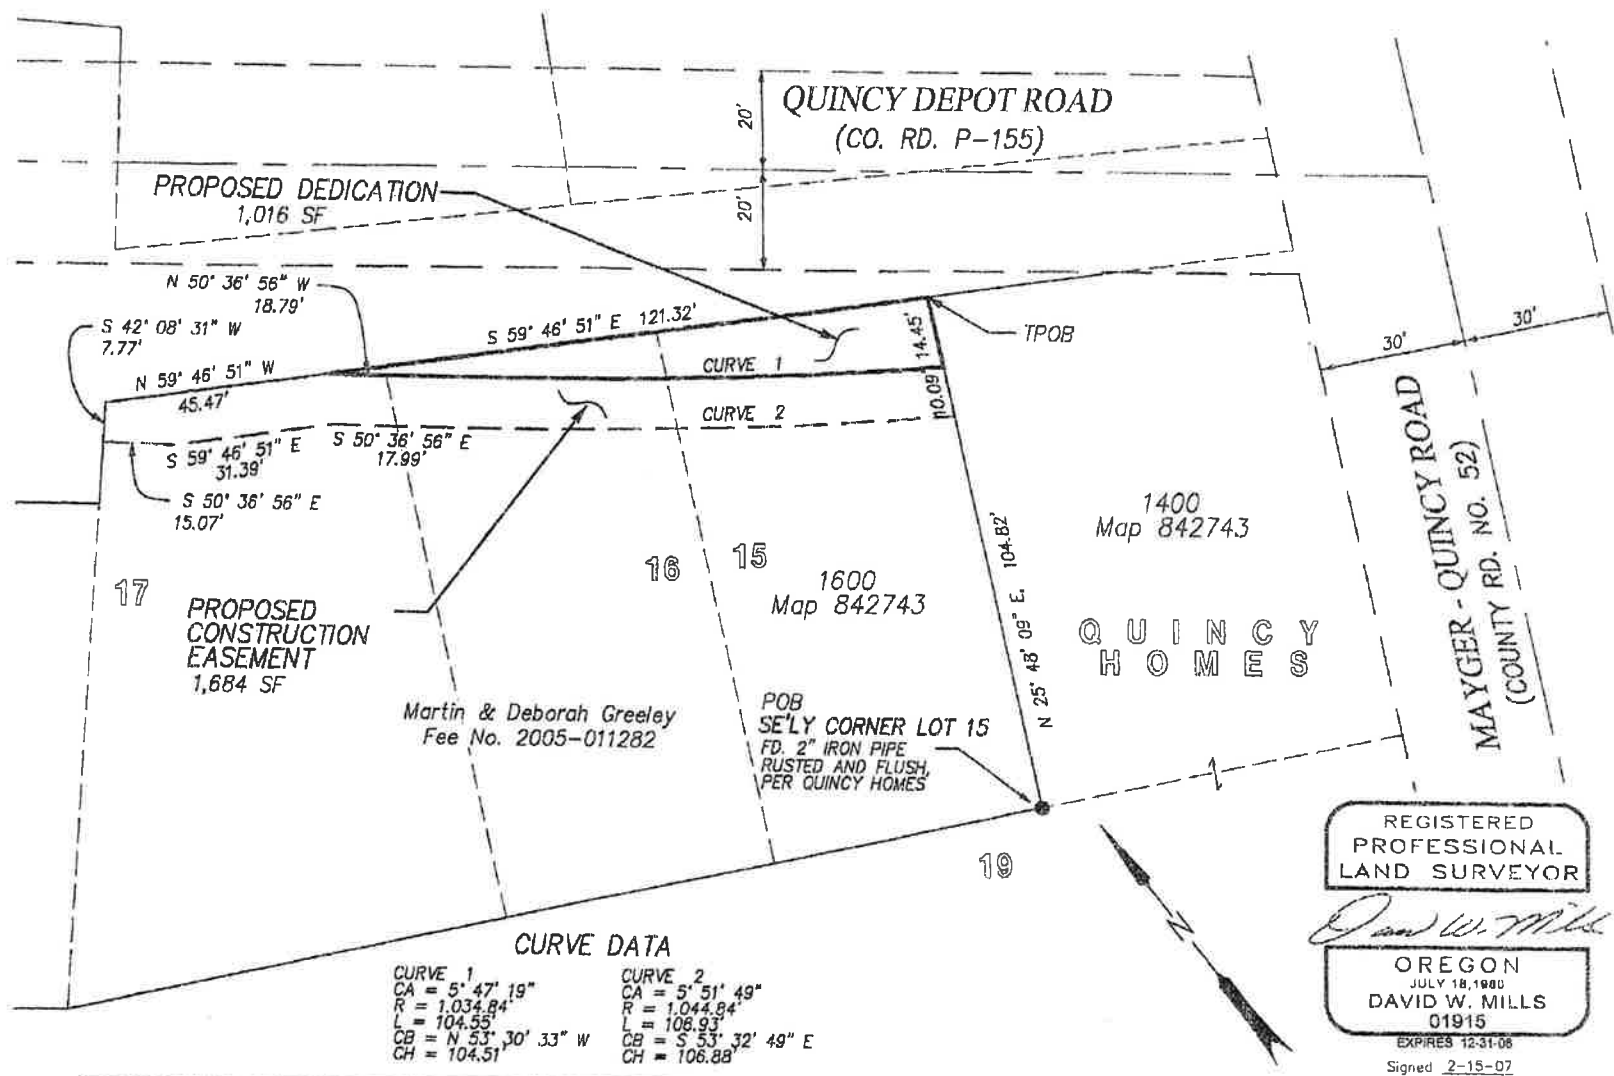 QUINCY DEPOT ROAD
(CO. RD. P-155)
20'
20'
PROPOSED DEDICATION
1,016 SF
N 50° 36' 56" W
18.79'
S 42° 08' 31" W
7.77'
S 59° 46' 51" E 121.32'
N 59° 46' 51" W
45.47'
CURVE 1
14.45'
TPOB
30'
30'
CURVE 2
10.09
S 59° 46' 51" E
31.39'
S 50° 36' 56" E
17.99'
S 50° 36' 56" E
15.07'
1400
Map 842743
MAYGER - QUINCY ROAD
(COUNTY RD. NO. 52)
17
16
15
1600
Map 842743
N 25° 48' 09" E. 104.82'
QUINCY
HOMES
PROPOSED
CONSTRUCTION
EASEMENT
1,684 SF
Martin & Deborah Greeley
Fee No. 2005-011282
POB
SE'LY CORNER LOT 15
FD. 2" IRON PIPE
RUSTED AND FLUSH,
PER QUINCY HOMES
19
N
CURVE DATA
CURVE 1
CA = 5° 47' 19"
R = 1,034.84'
L = 104.55'
CB = N 53° 30' 33" W
CH = 104.51'
CURVE 2
CA = 5° 51' 49"
R = 1,044.84'
L = 106.93'
CB = S 53° 32' 49" E
CH = 106.88'
REGISTERED
PROFESSIONAL
LAND SURVEYOR
David W. Mills
OREGON
JULY 18, 1980
DAVID W. MILLS
01915
EXPIRES 12-31-08
Signed 2-15-07